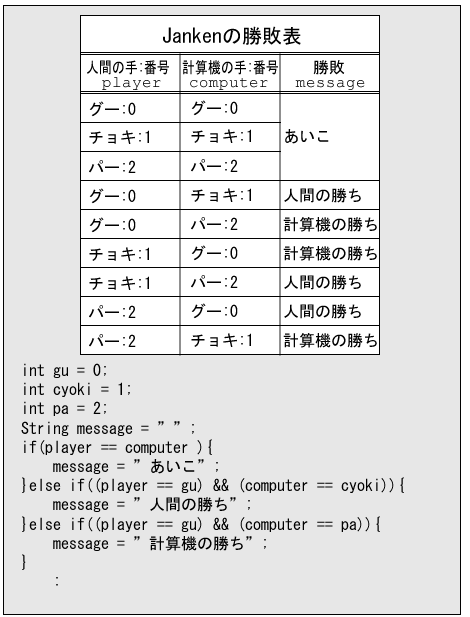 Jankenの勝敗表
人間の手:番号 計算機の手:番号 勝敗
player computer message
グー:0 グー:0
チョキ:1 チョキ:1 あいこ
パー:2 パー:2
グー:0 チョキ:1 人間の勝ち
グー:0 パー:2 計算機の勝ち
チョキ:1 グー:0 計算機の勝ち
チョキ:1 パー:2 人間の勝ち
パー:2 グー:0 人間の勝ち
パー:2 チョキ:1 計算機の勝ち
int gu = 0;
int cyoki = 1;
int pa = 2;
String message = ” ” ;
if(player == computer ){
message = ” あいこ” ;
}else if((player == gu) && (computer == cyoki)){
message = ” 人間の勝ち” ;
}else if((player == gu) && (computer == pa)){
message = ” 計算機の勝ち” ;
}
: